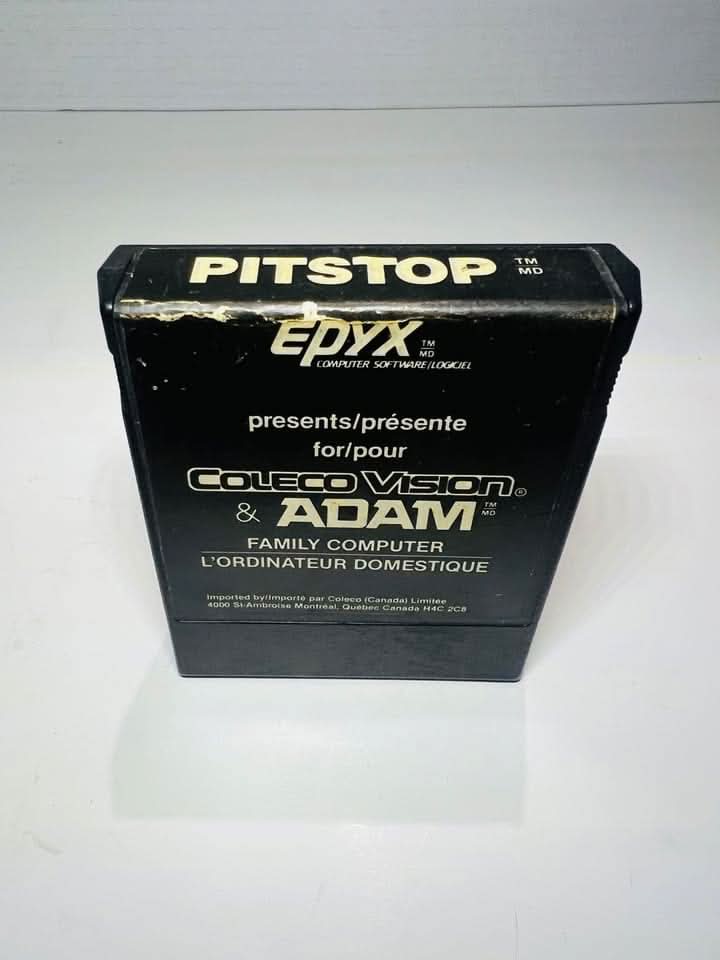 PITSTOP TM MD
EPYX TM MD
COMPUTER SOFTWARE/LOGICIEL
presents/présente
for/pour
COLECO VISION®
& ADAM TM MD
FAMILY COMPUTER
L'ORDINATEUR DOMESTIQUE
Imported by/Importé par Coleco (Canada) Limitée
4000 St-Ambroise Montréal, Québec Canada H4C 2C8